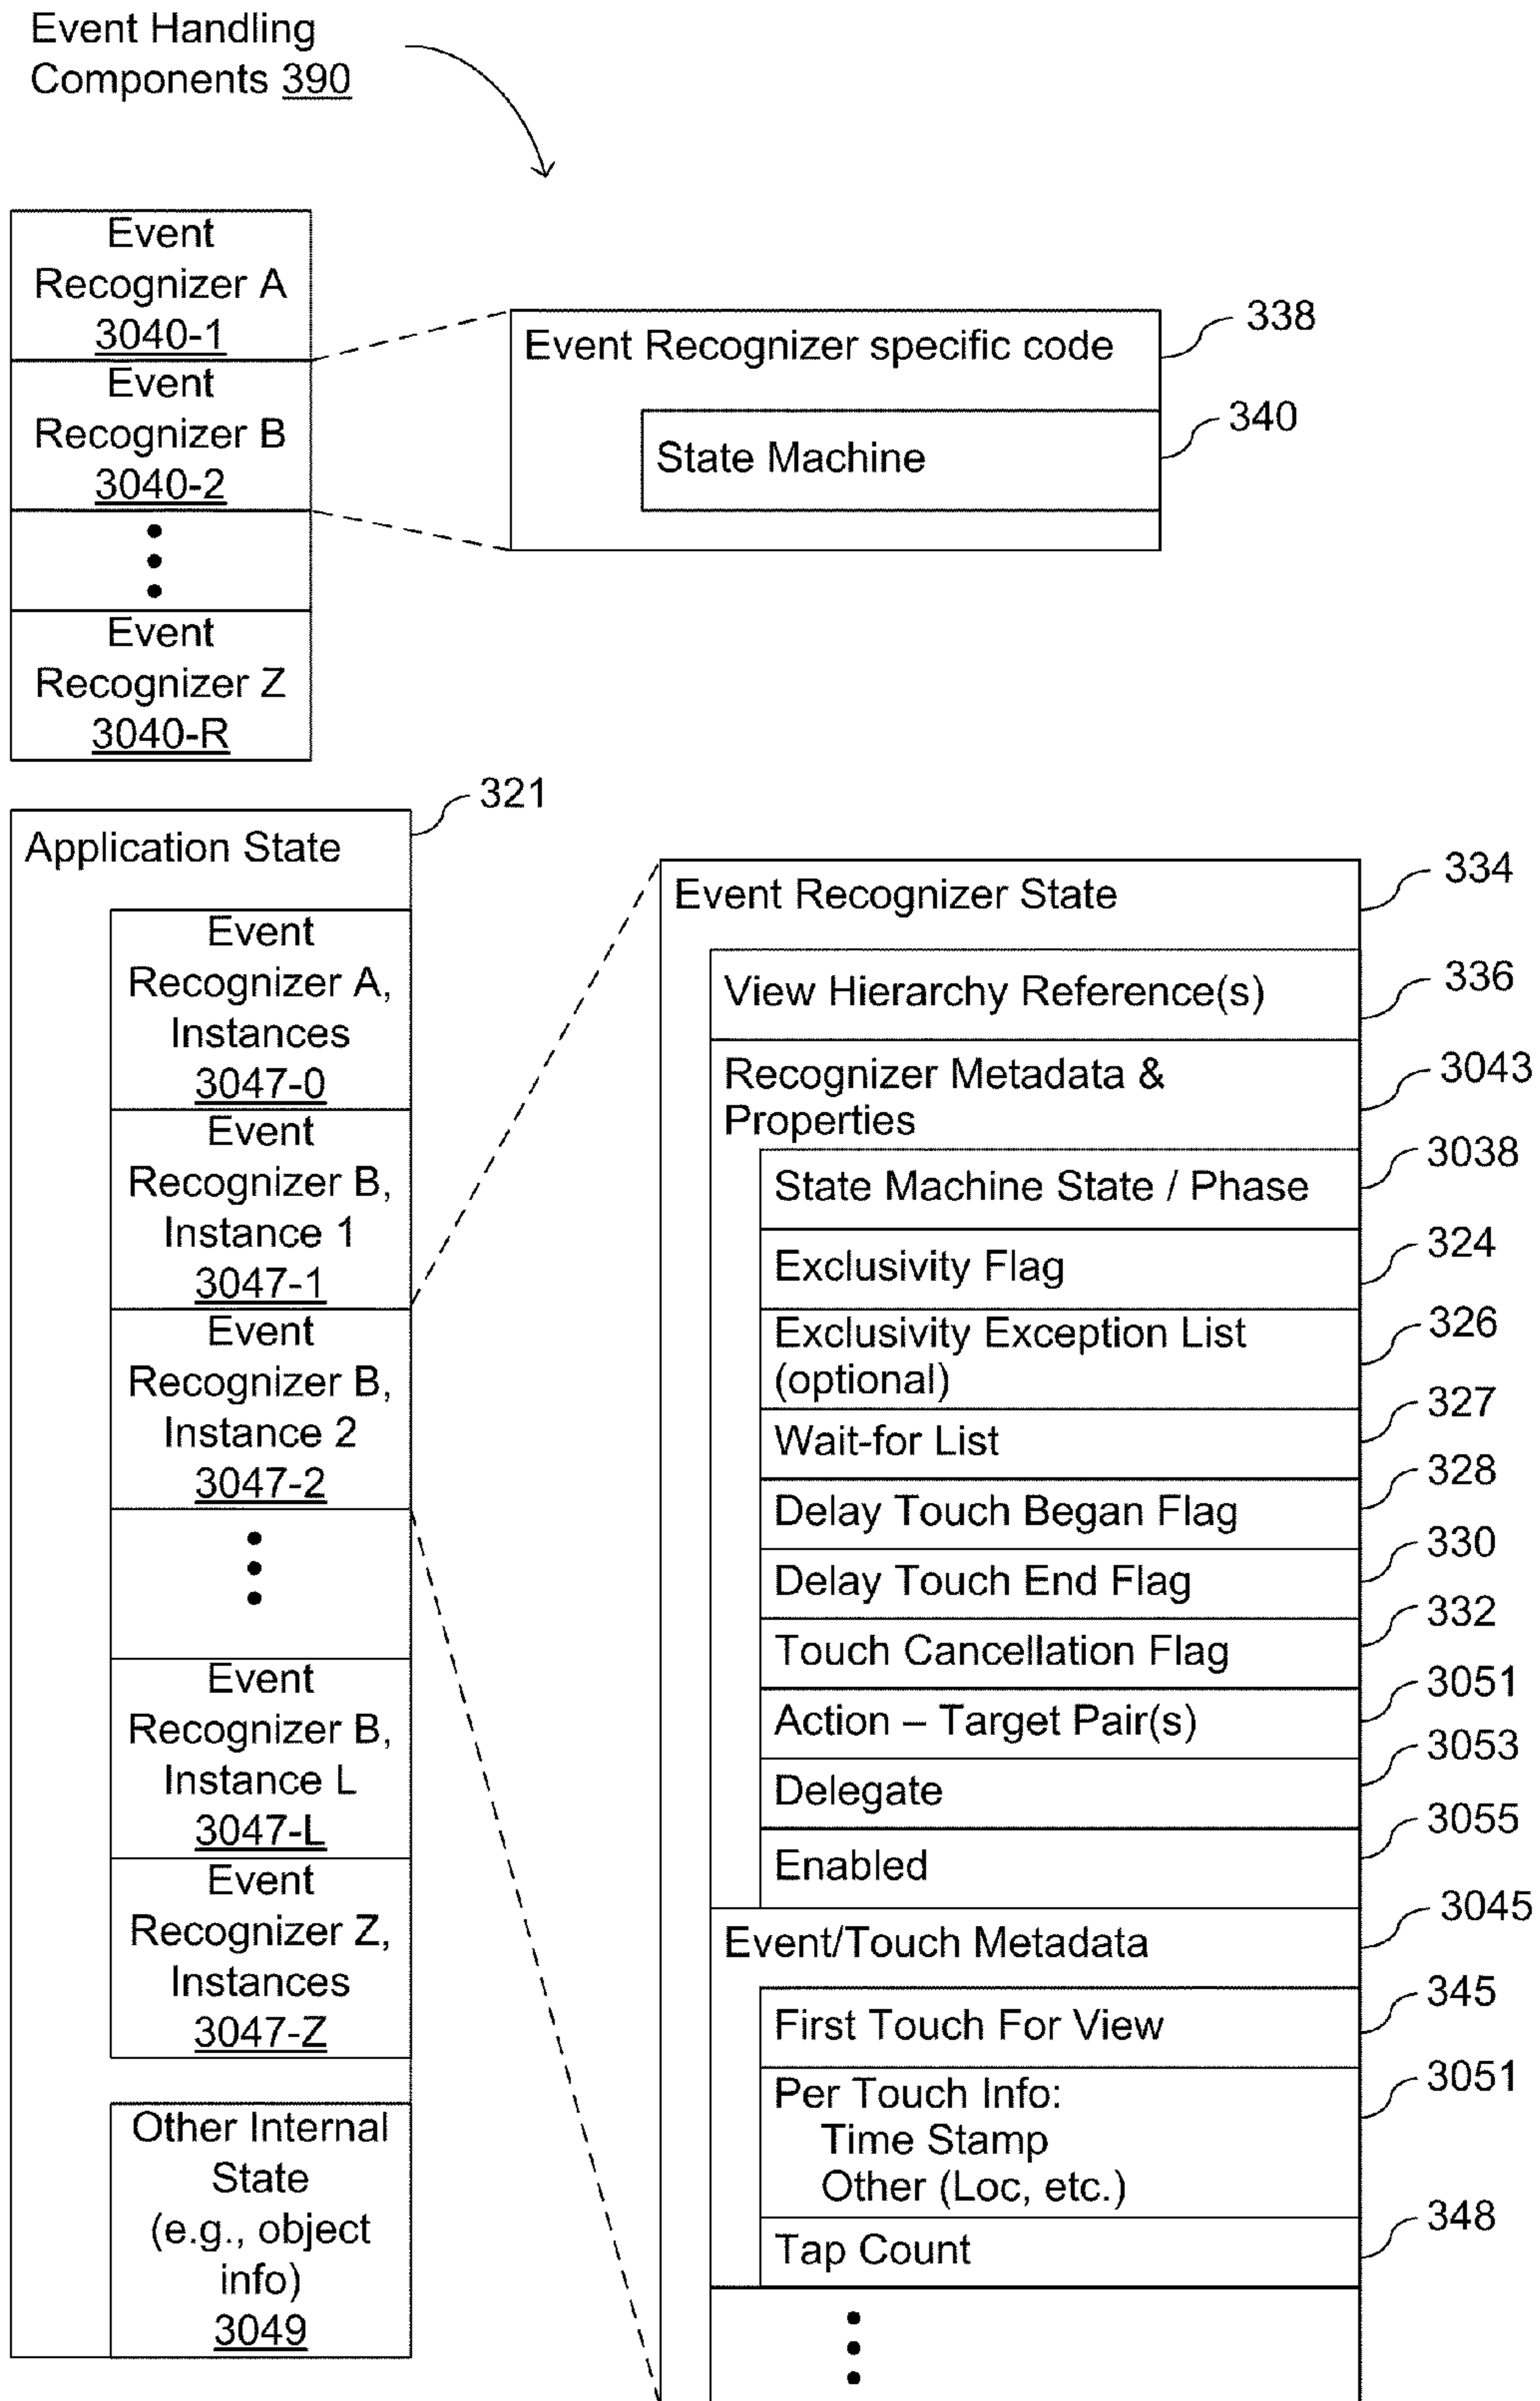 Event Handling
Components 390
Event
Recognizer A
3040-1
Event
Recognizer B
3040-2
Event
Recognizer Z
3040-R
Event Recognizer specific code
338
State Machine
340
Application State
321
Event
Recognizer A,
Instances
3047-0
Event
Recognizer B,
Instance 1
3047-1
Event
Recognizer B,
Instance 2
3047-2
Event
Recognizer B,
Instance L
3047-L
Event
Recognizer Z,
Instances
3047-Z
Other Internal
State
(e.g., object
info)
3049
Event Recognizer State
334
View Hierarchy Reference(s)
336
Recognizer Metadata &
Properties
3043
State Machine State / Phase
3038
Exclusivity Flag
324
Exclusivity Exception List
(optional)
326
Wait-for List
327
Delay Touch Began Flag
328
Delay Touch End Flag
330
Touch Cancellation Flag
332
Action – Target Pair(s)
3051
Delegate
3053
Enabled
3055
Event/Touch Metadata
3045
First Touch For View
345
Per Touch Info:
Time Stamp
Other (Loc, etc.)
3051
Tap Count
348